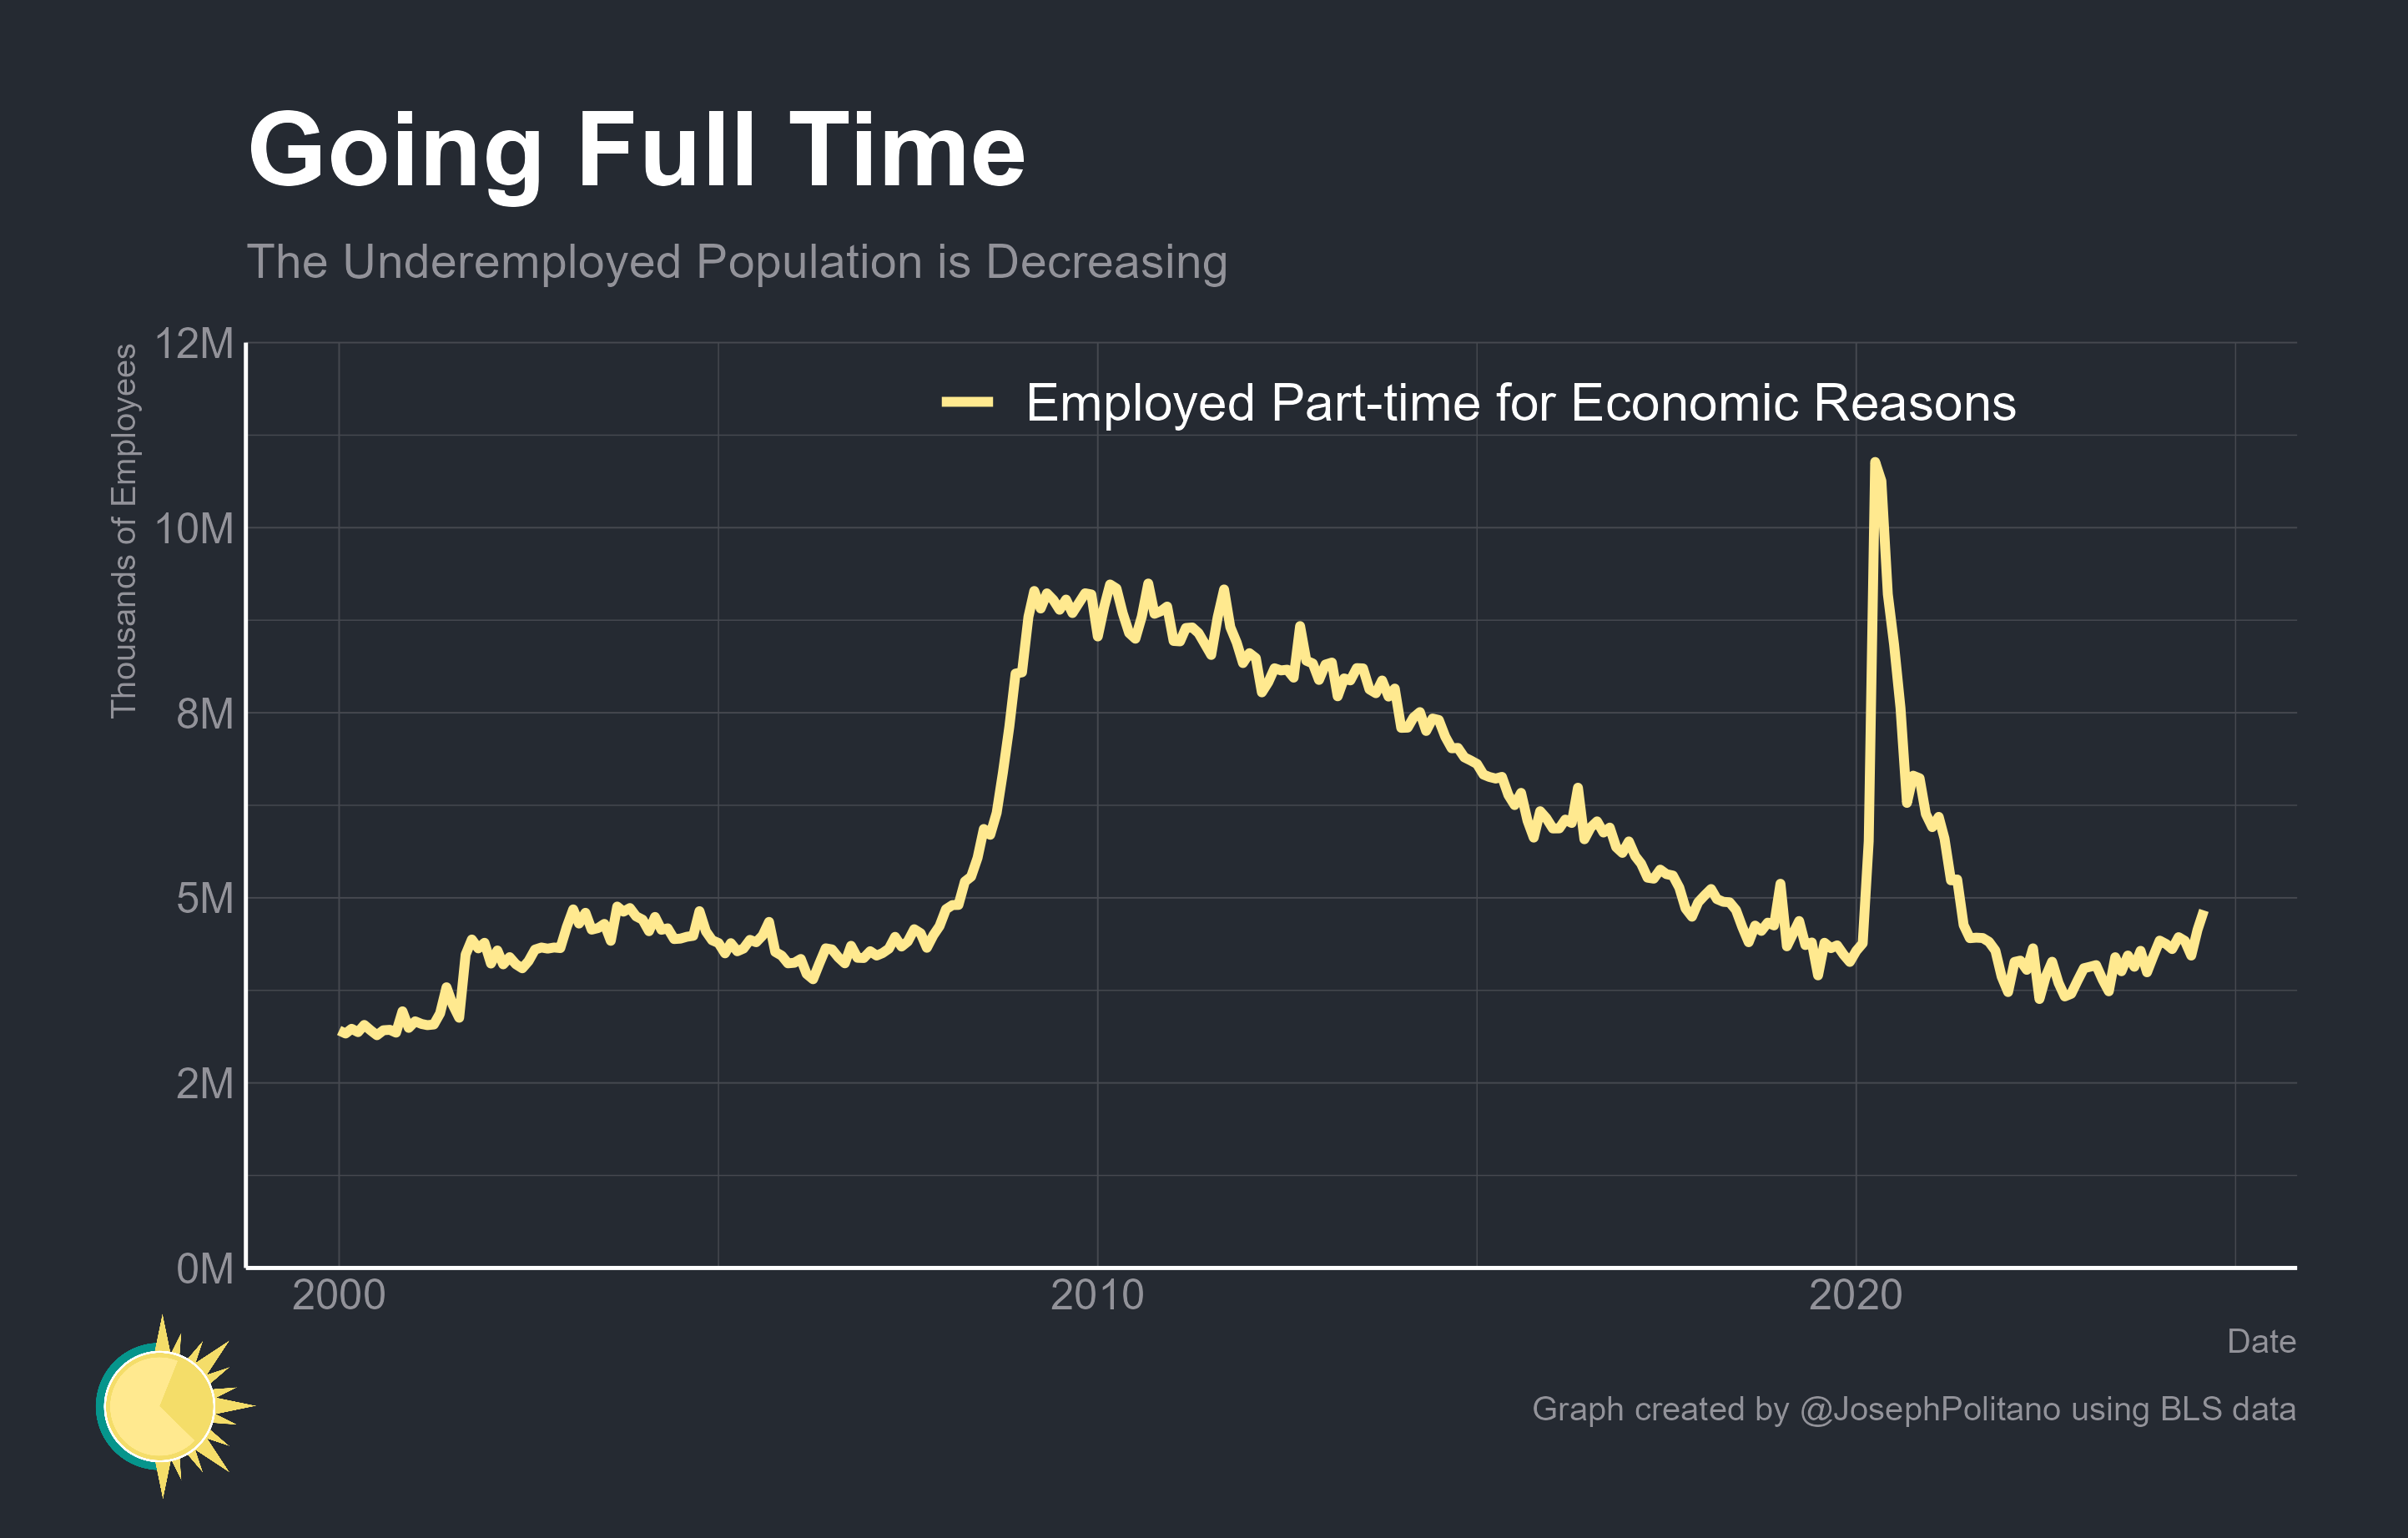 Going Full Time
The Underemployed Population is Decreasing
Thousands of Employees
12M
10M
8M
5M
2M
0M
Employed Part-time for Economic Reasons
2000
2010
2020
Date
Graph created by @JosephPolitano using BLS data